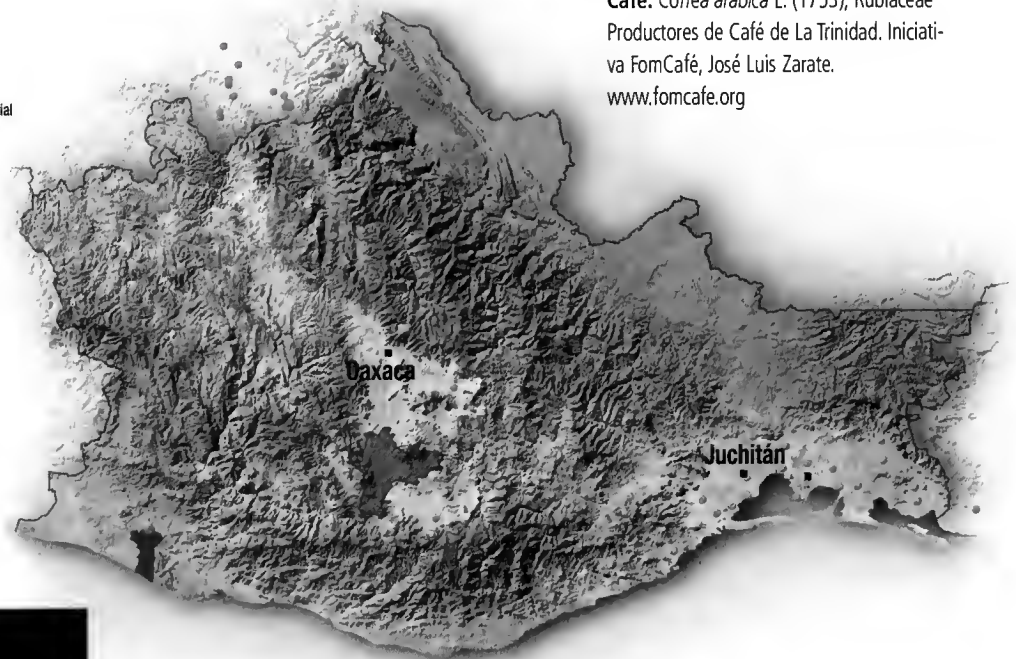 Café. Coffea arabica L. (1753), Rubiaceae
Productores de Café de La Trinidad. Iniciati-
va FomCafé, José Luis Zarate.
www.fomcafe.org
ial
Oaxaca
Juchitán